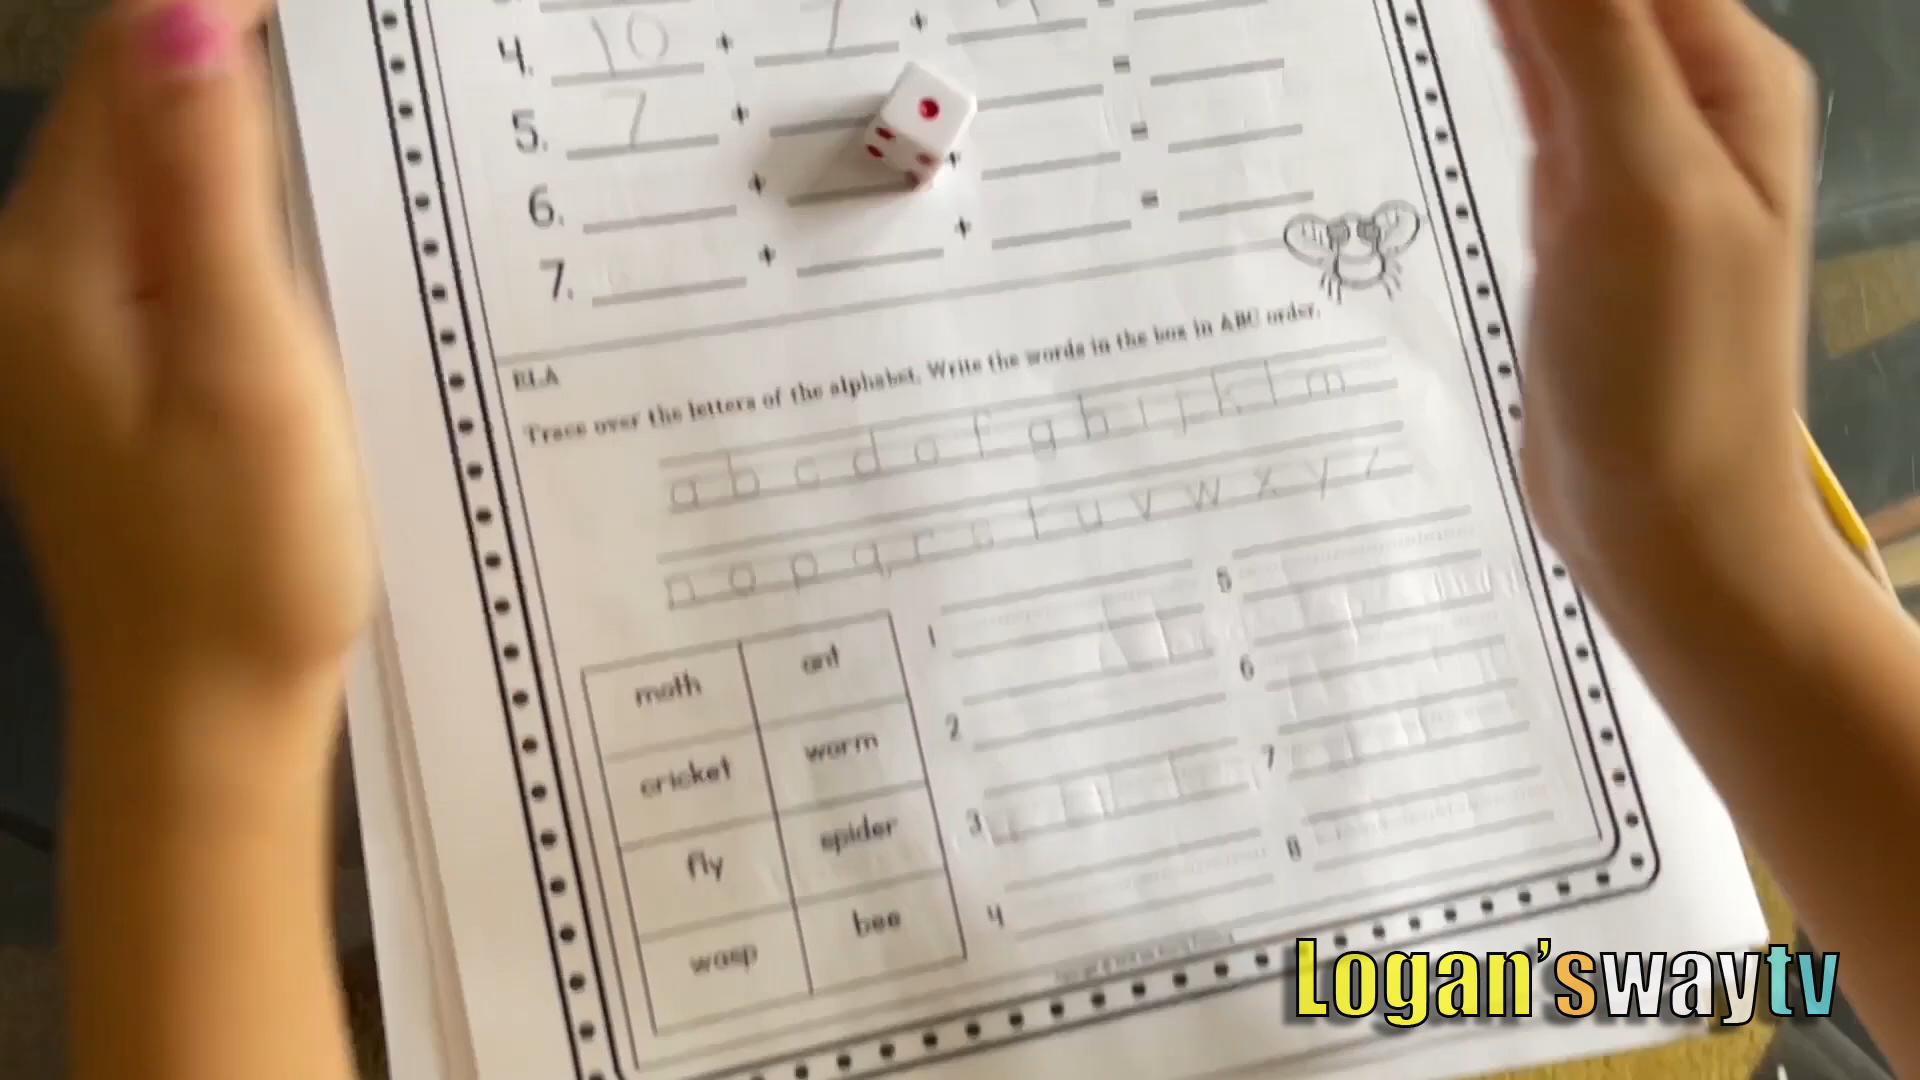 4. 10 + 7 +
5. 7 + =
6. + + =
7. + + =
ELA
Trace over the letters of the alphabet. Write the words in the box in ABC order.
a b c d e f g h i j k l m
n o p q r s t u v w x y z
moth ant
cricket worm
fly spider
wasp bee
1 5
2 6
3 7
4 8
Logan'swaytv